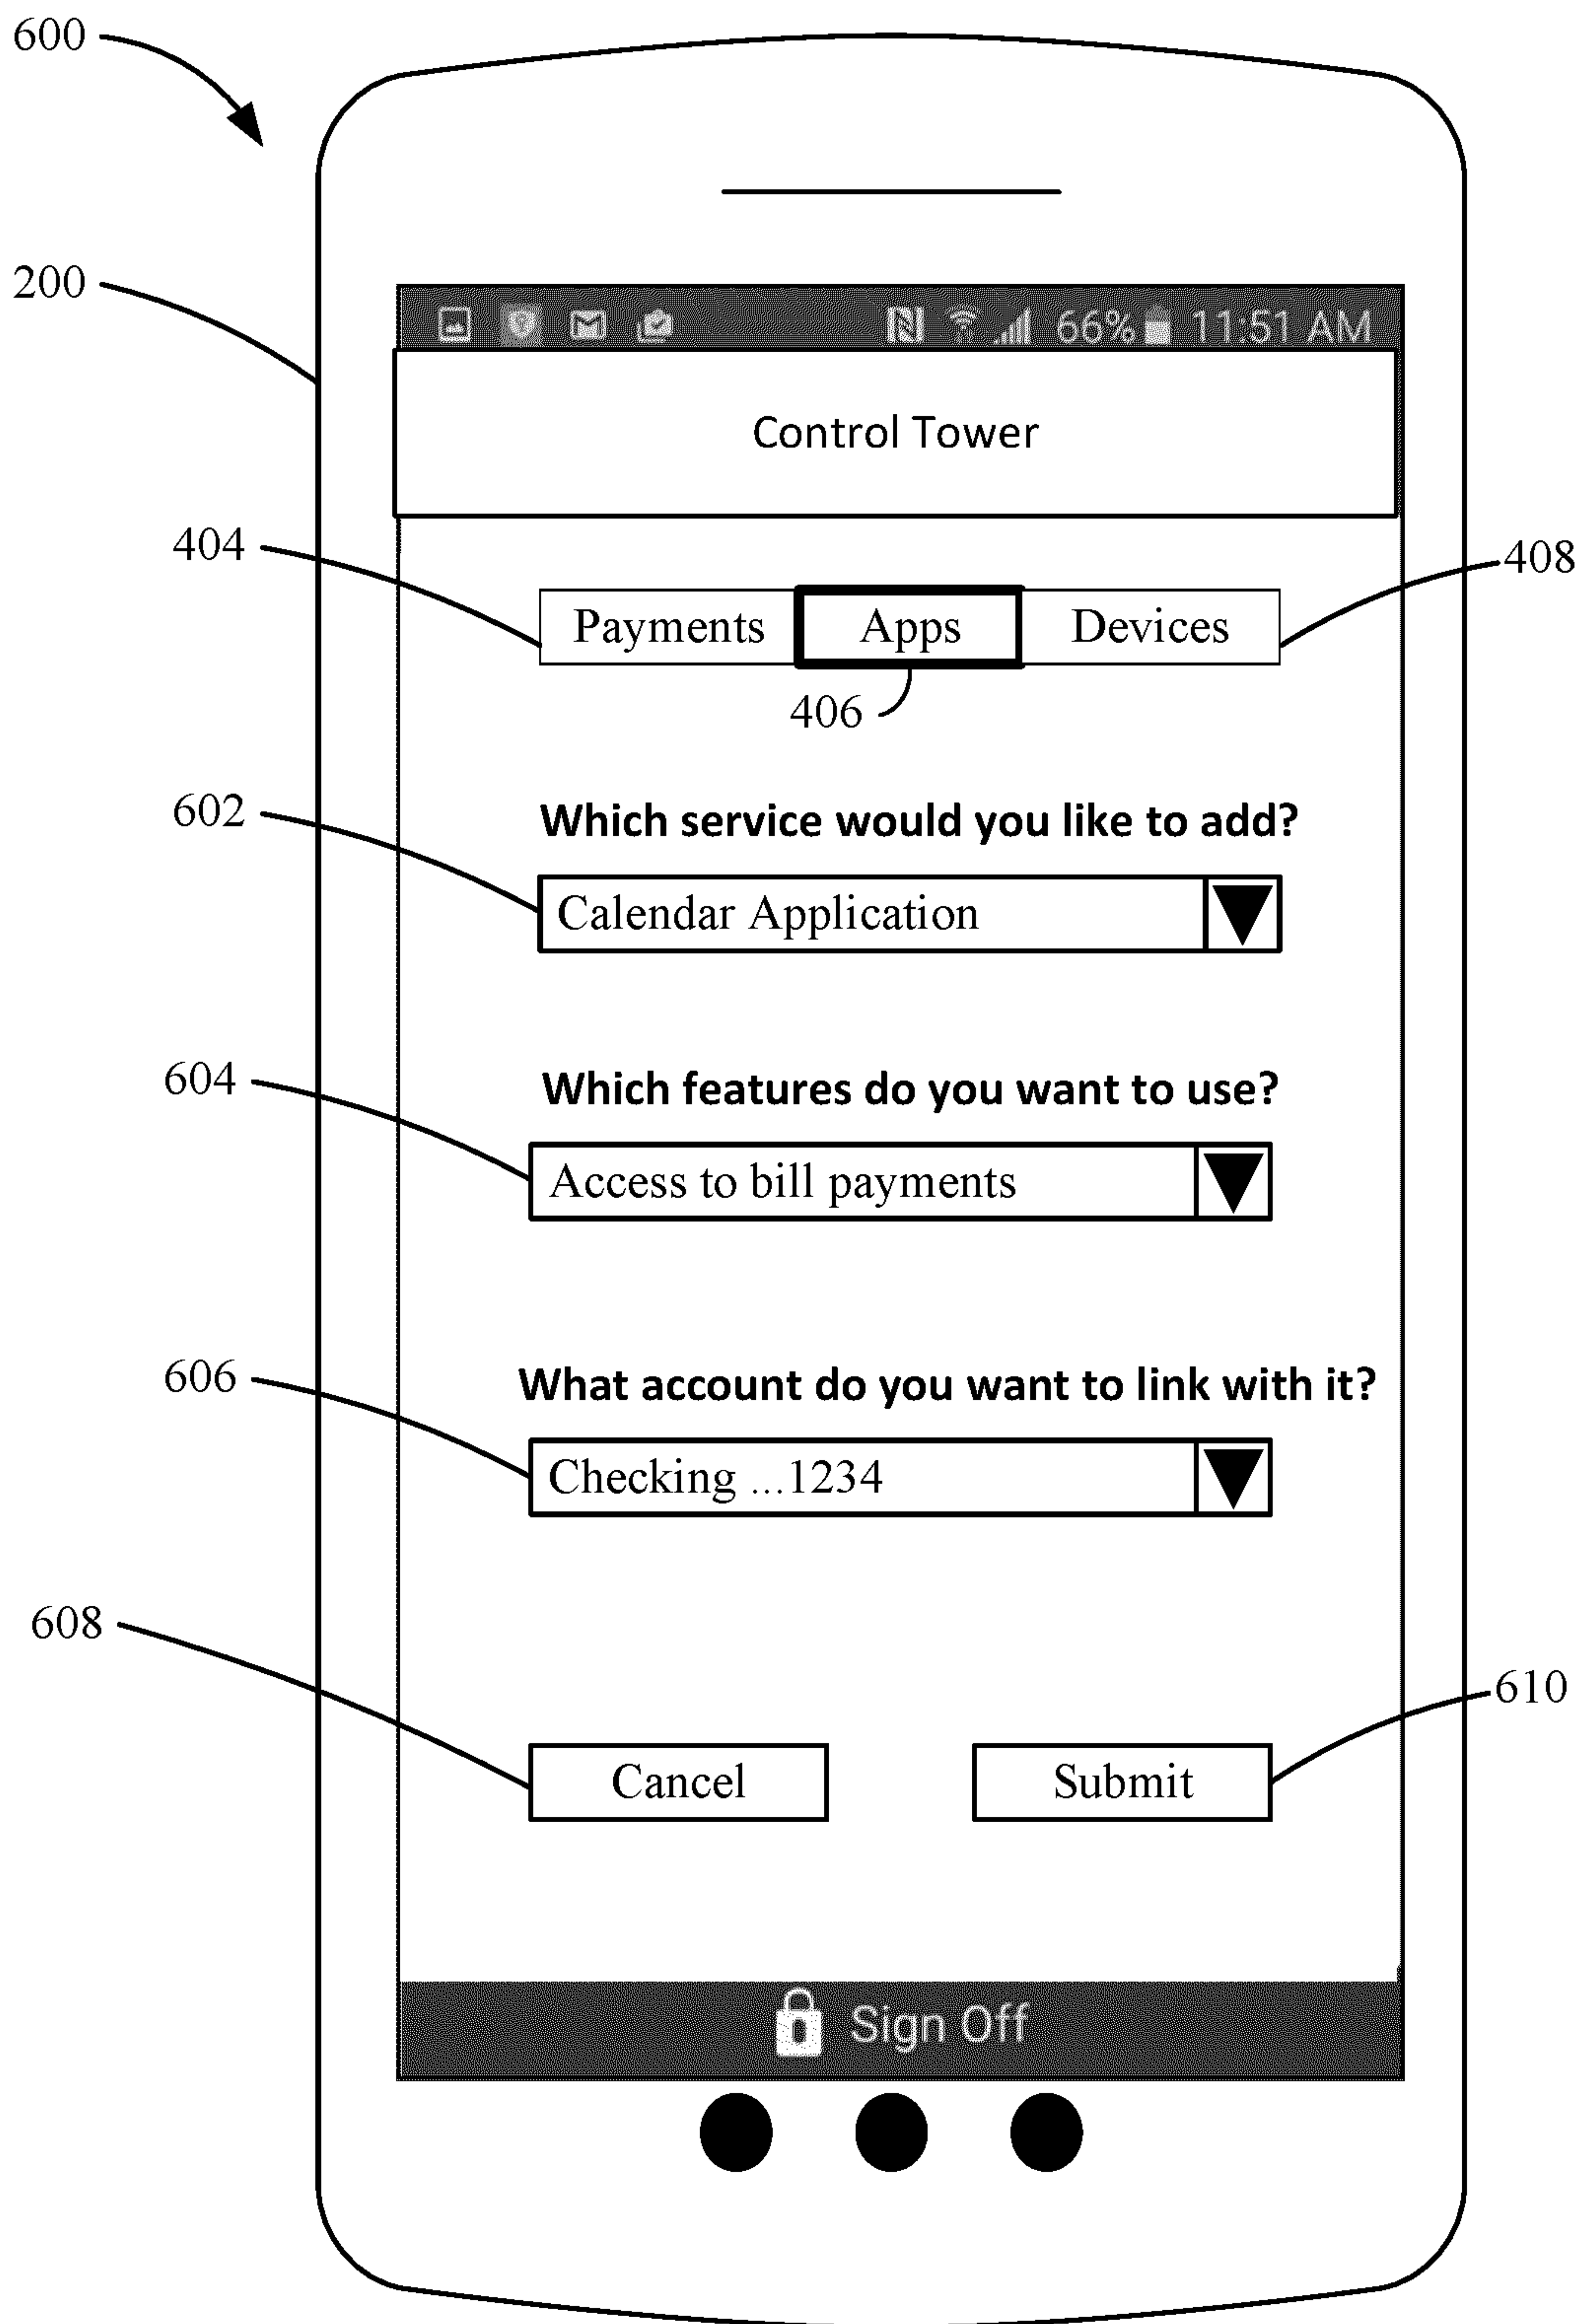 600
200
66% 11:51 AM
Control Tower
404
408
Payments Apps Devices
406
602
Which service would you like to add?
Calendar Application
604
Which features do you want to use?
Access to bill payments
606
What account do you want to link with it?
Checking ...1234
608
610
Cancel Submit
Sign Off